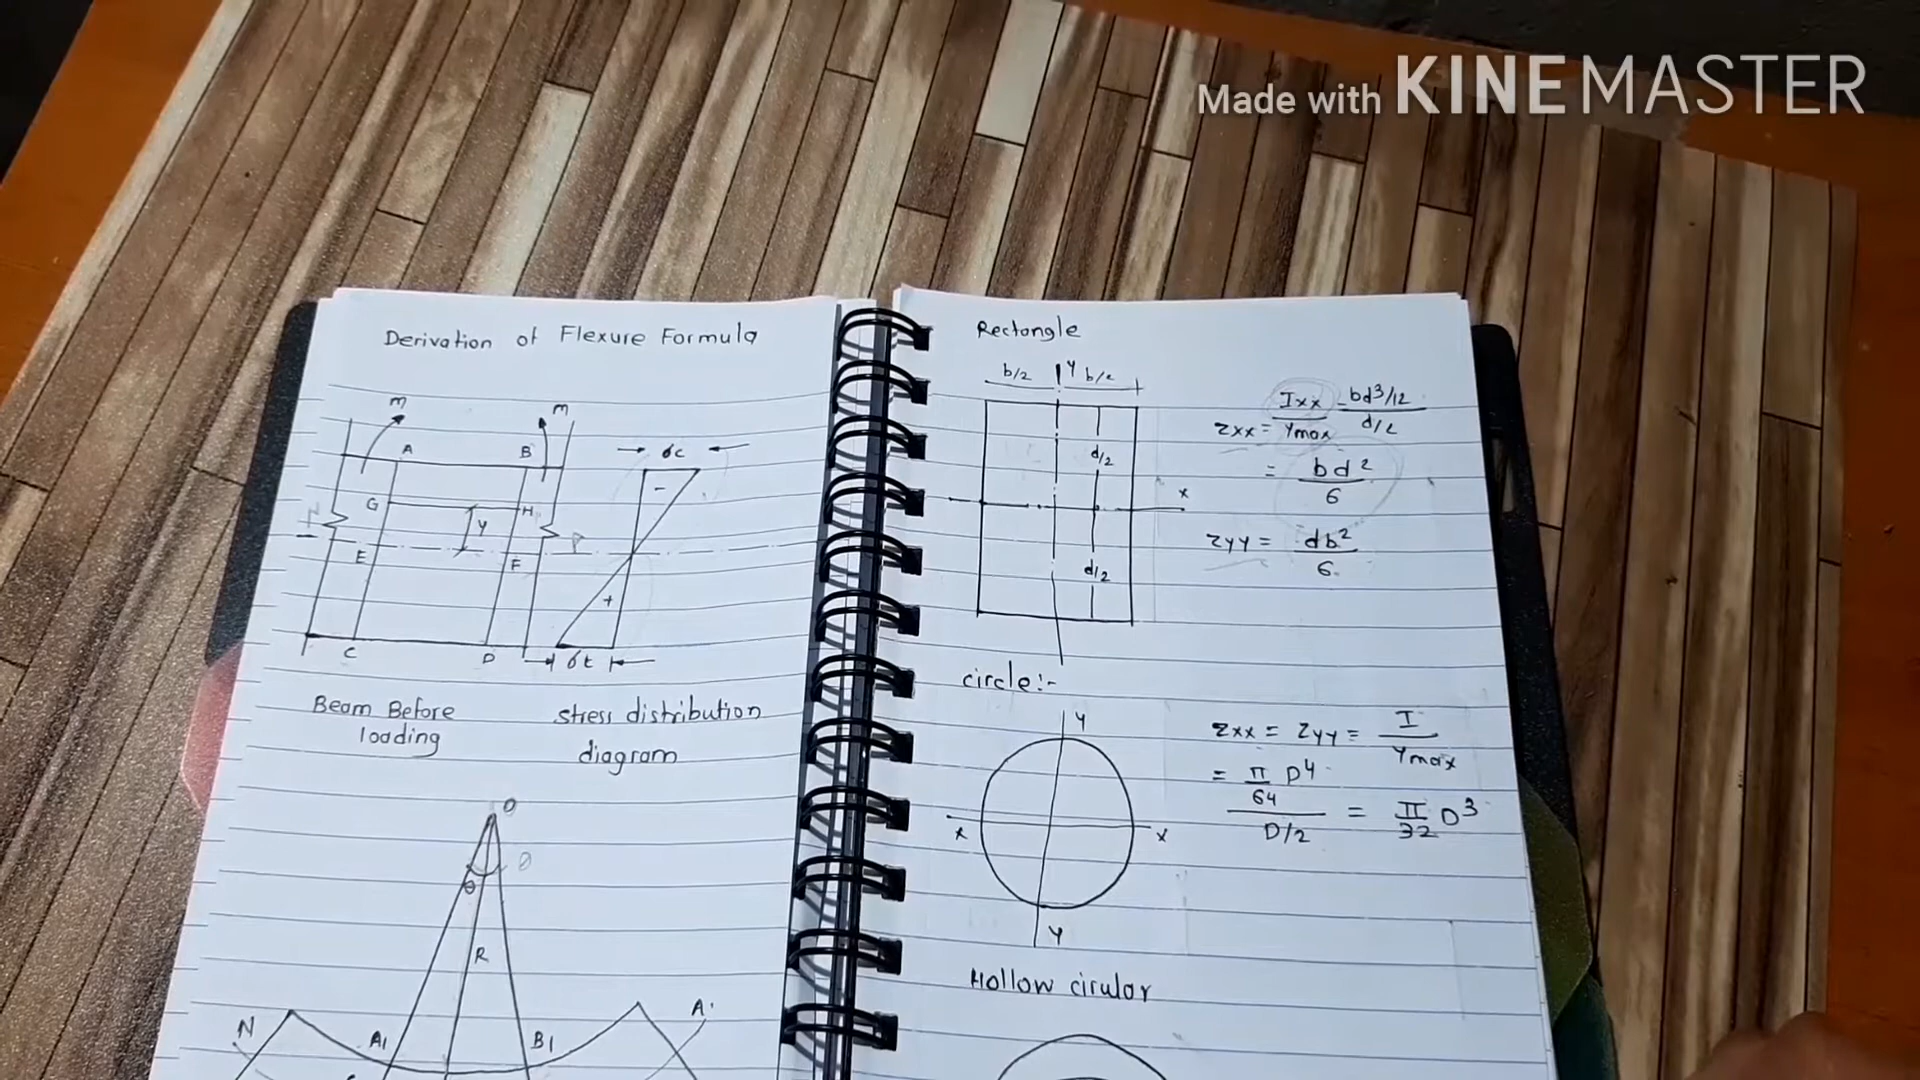 Made with KINEMASTER
Derivation of Flexure Formula
m
m
A
B
σc
-
G
H
y
E
F
+
C
D
σt
Beam Before
loading
stress distribution
diagram
O
θ
θ
R
N
A1
B1
A'
Rectangle
b/2
Y
b/2
d/2
x
d/2
Zxx = Ixx/Ymax = bd³/12 / d/2
= bd²/6
Zyy = db²/6
circle:-
Y
x
x
Y
Zxx = Zyy = I/Ymax
= π/64 D⁴ / D/2 = π/32 D³
Hollow cirulor